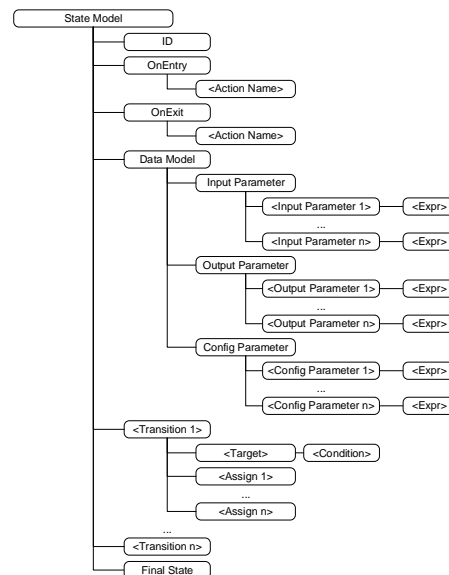 State Model
ID
OnEntry
<Action Name>
OnExit
<Action Name>
Data Model
Input Parameter
<Input Parameter 1> <Expr>
...
<Input Parameter n> <Expr>
Output Parameter
<Output Parameter 1> <Expr>
...
<Output Parameter n> <Expr>
Config Parameter
<Config Parameter 1> <Expr>
...
<Config Parameter n> <Expr>
<Transition 1>
<Target> <Condition>
<Assign 1>
...
<Assign n>
...
<Transition n>
Final State